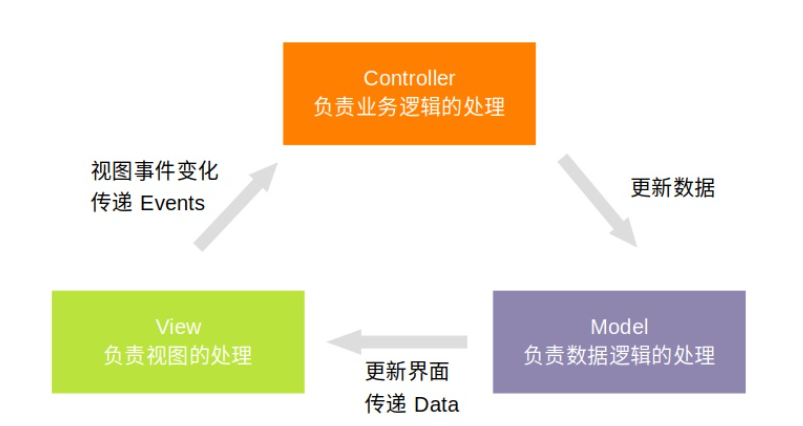 Controller
负责业务逻辑的处理
视图事件变化
传递 Events
更新数据
View
负责视图的处理
Model
负责数据逻辑的处理
更新界面
传递 Data